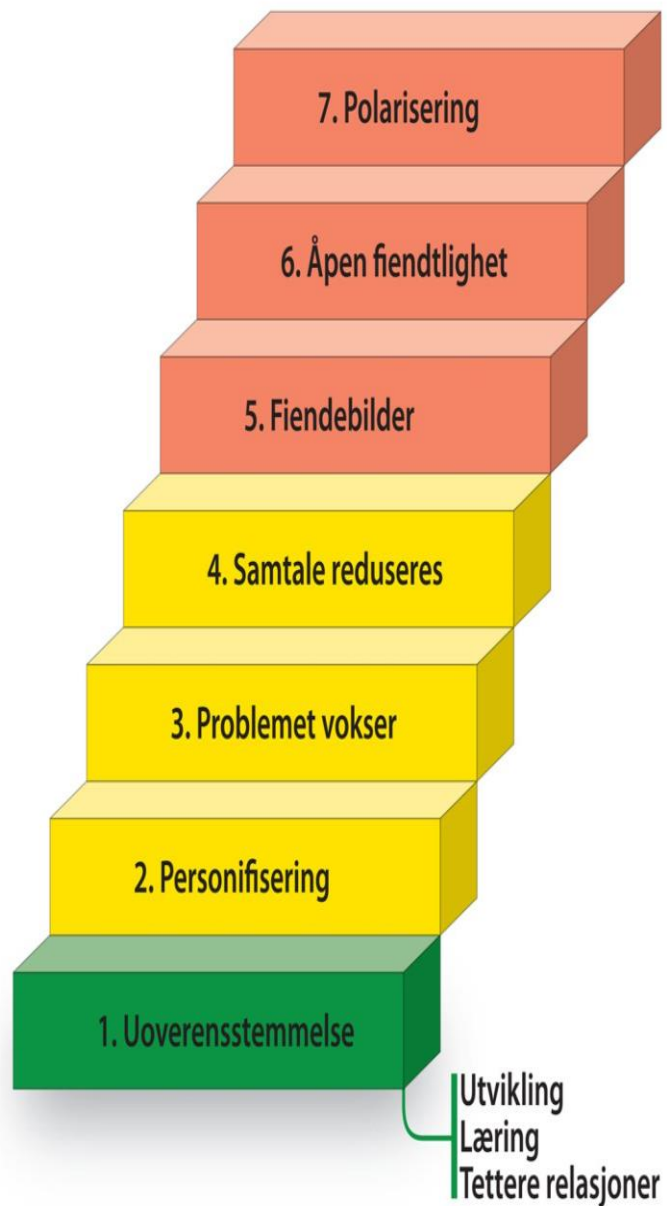 7. Polarisering
6. Åpen fiendtlighet
5. Fiendebilder
4. Samtale reduseres
3. Problemet vokser
2. Personifisering
1. Uoverensstemmelse
Utvikling
Læring
Tettere relasjoner